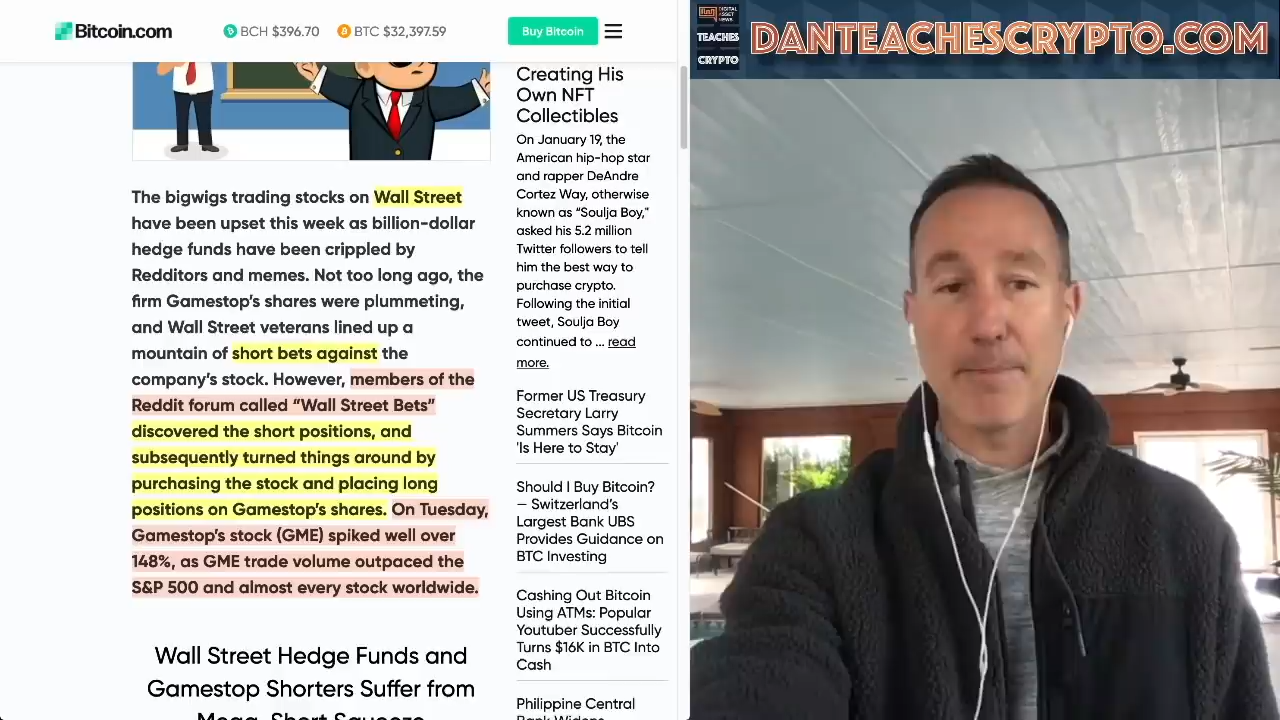 Bitcoin.com
BCH $396.70
BTC $32,397.59
Buy Bitcoin
The bigwigs trading stocks on Wall Street
have been upset this week as billion-dollar
hedge funds have been crippled by
Redditors and memes. Not too long ago, the
firm Gamestop's shares were plummeting,
and Wall Street veterans lined up a
mountain of short bets against the
company's stock. However, members of the
Reddit forum called "Wall Street Bets"
discovered the short positions, and
subsequently turned things around by
purchasing the stock and placing long
positions on Gamestop's shares. On Tuesday,
Gamestop's stock (GME) spiked well over
148%, as GME trade volume outpaced the
S&P 500 and almost every stock worldwide.
Wall Street Hedge Funds and
Gamestop Shorters Suffer from
Mega-Short Squeeze
Creating His
Own NFT
Collectibles
On January 19, the
American hip-hop star
and rapper DeAndre
Cortez Way, otherwise
known as "Soulja Boy,"
asked his 5.2 million
Twitter followers to tell
him the best way to
purchase crypto.
Following the initial
tweet, Soulja Boy
continued to ... read
more.
Former US Treasury
Secretary Larry
Summers Says Bitcoin
'Is Here to Stay'
Should I Buy Bitcoin?
– Switzerland's
Largest Bank UBS
Provides Guidance on
BTC Investing
Cashing Out Bitcoin
Using ATMs: Popular
Youtuber Successfully
Turns $16K in BTC Into
Cash
Philippine Central
Bank Widens
DIGITAL
ASSET
NEWS
TEACHES
CRYPTO
DANTEACHESCRYPTO.COM